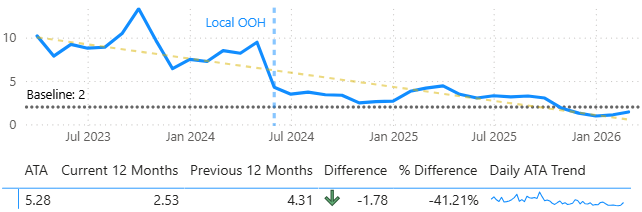 Local OOH
10
5
Baseline: 2
0
Jul 2023 Jan 2024 Jul 2024 Jan 2025 Jul 2025 Jan 2026
ATA Current 12 Months Previous 12 Months Difference % Difference Daily ATA Trend
5.28 2.53 4.31 -1.78 -41.21%